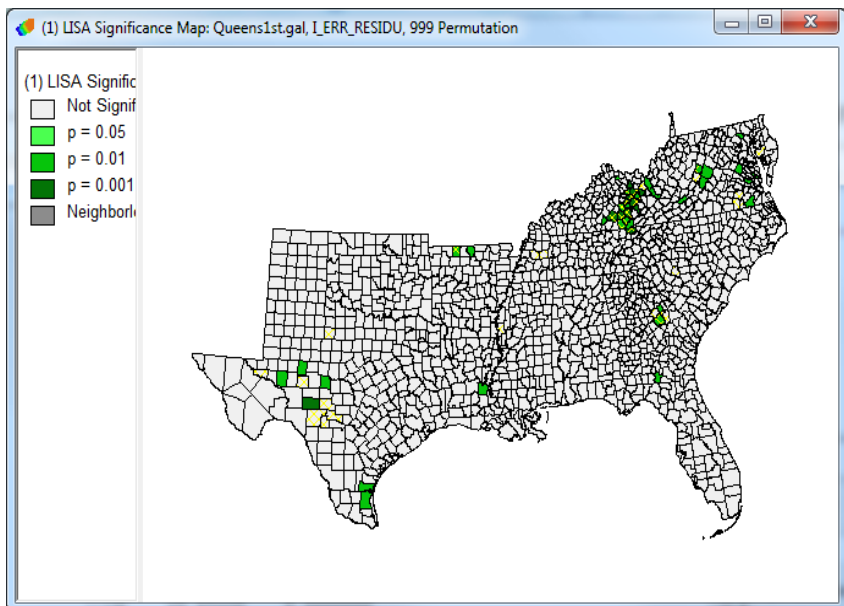 (1) LISA Significance Map: Queens1st.gal, I_ERR_RESIDU, 999 Permutation
(1) LISA Signific
Not Signif
p = 0.05
p = 0.01
p = 0.001
Neighborl